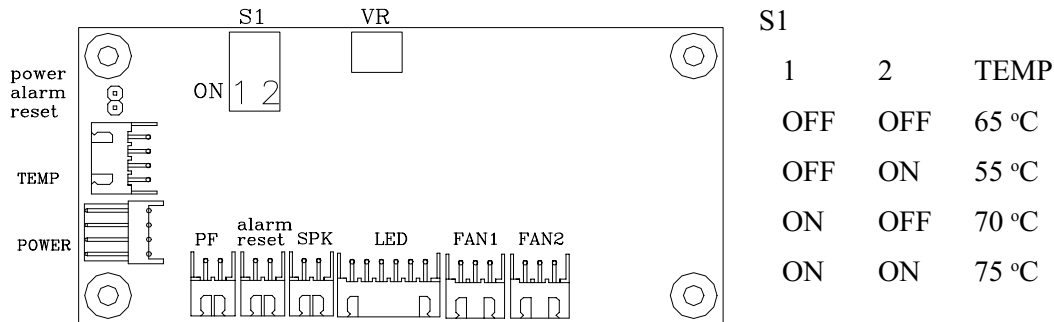 S1 VR
power
alarm
reset
ON 1 2
TEMP
POWER
PF alarm reset SPK LED FAN1 FAN2
S1
1 2 TEMP
OFF OFF 65 °C
OFF ON 55 °C
ON OFF 70 °C
ON ON 75 °C